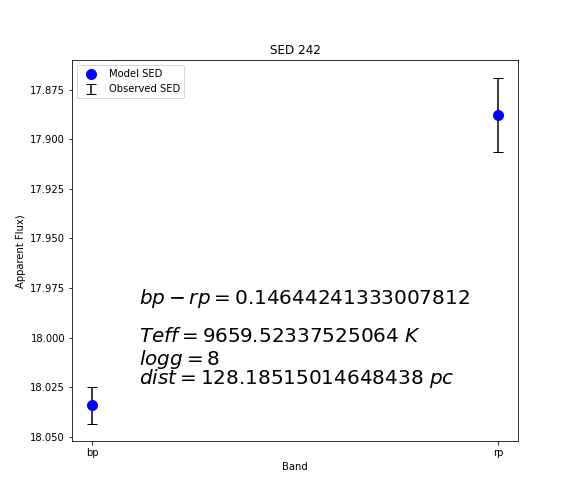 SED 242
Model SED
Observed SED
17.875
17.900
17.925
17.950
17.975
18.000
18.025
18.050
Apparent Flux)
bp − rp = 0.14644241333007812
Teff = 9659.52337525064 K
logg = 8
dist = 128.18515014648438 pc
bp
rp
Band